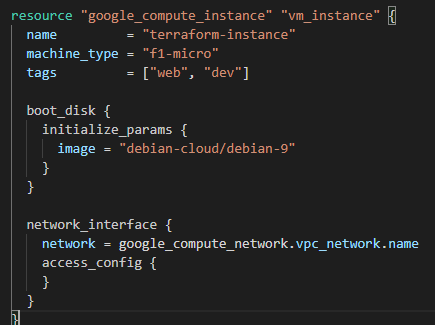 resource "google_compute_instance" "vm_instance" {
  name         = "terraform-instance"
  machine_type = "f1-micro"
  tags         = ["web", "dev"]

  boot_disk {
    initialize_params {
      image = "debian-cloud/debian-9"
    }
  }

  network_interface {
    network = google_compute_network.vpc_network.name
    access_config {
    }
  }
}